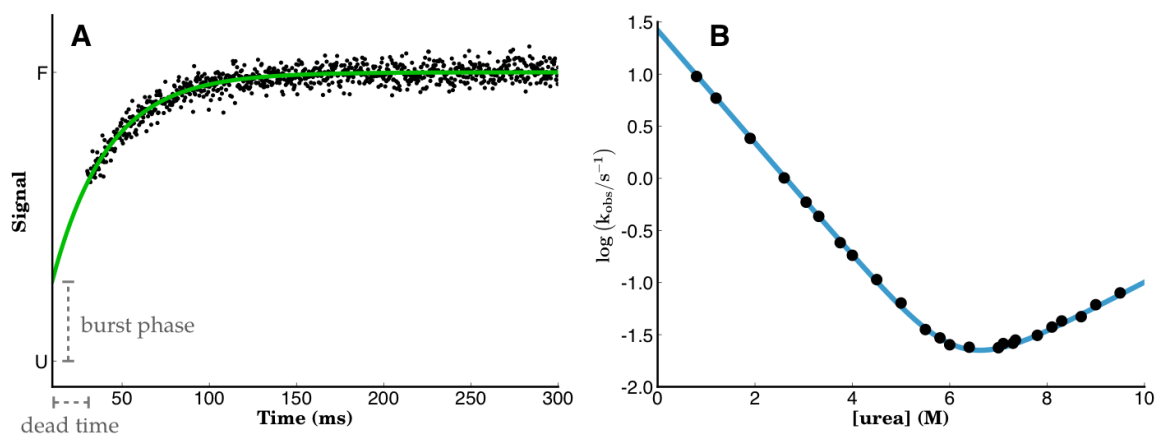 A
F
U
Signal
burst phase
dead time
50
100
150
200
250
300
Time (ms)
B
1.5
1.0
0.5
0.0
-0.5
-1.0
-1.5
-2.0
log (k_obs/s⁻¹)
0
2
4
6
8
10
[urea] (M)